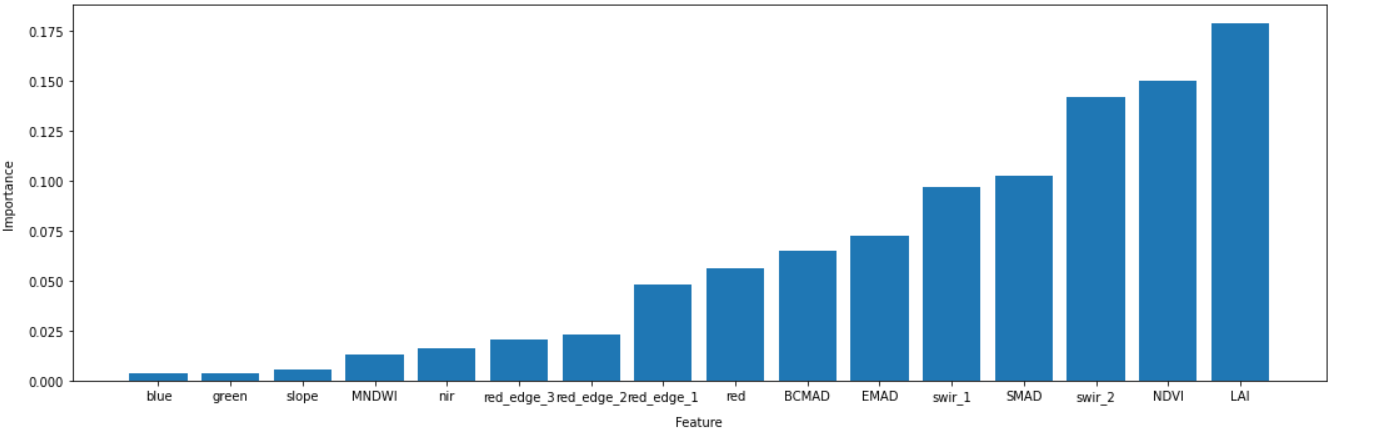 0.175
0.150
0.125
0.100
0.075
0.050
0.025
0.000
Importance
blue green slope MNDWI nir red_edge_3 red_edge_2 red_edge_1 red BCMAD EMAD swir_1 SMAD swir_2 NDVI LAI
Feature